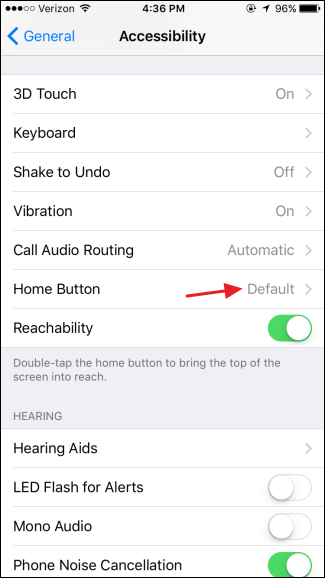 Verizon 4:36 PM 96%
General Accessibility
3D Touch On
Keyboard
Shake to Undo Off
Vibration On
Call Audio Routing Automatic
Home Button Default
Reachability
Double-tap the home button to bring the top of the
screen into reach.
HEARING
Hearing Aids
LED Flash for Alerts
Mono Audio
Phone Noise Cancellation